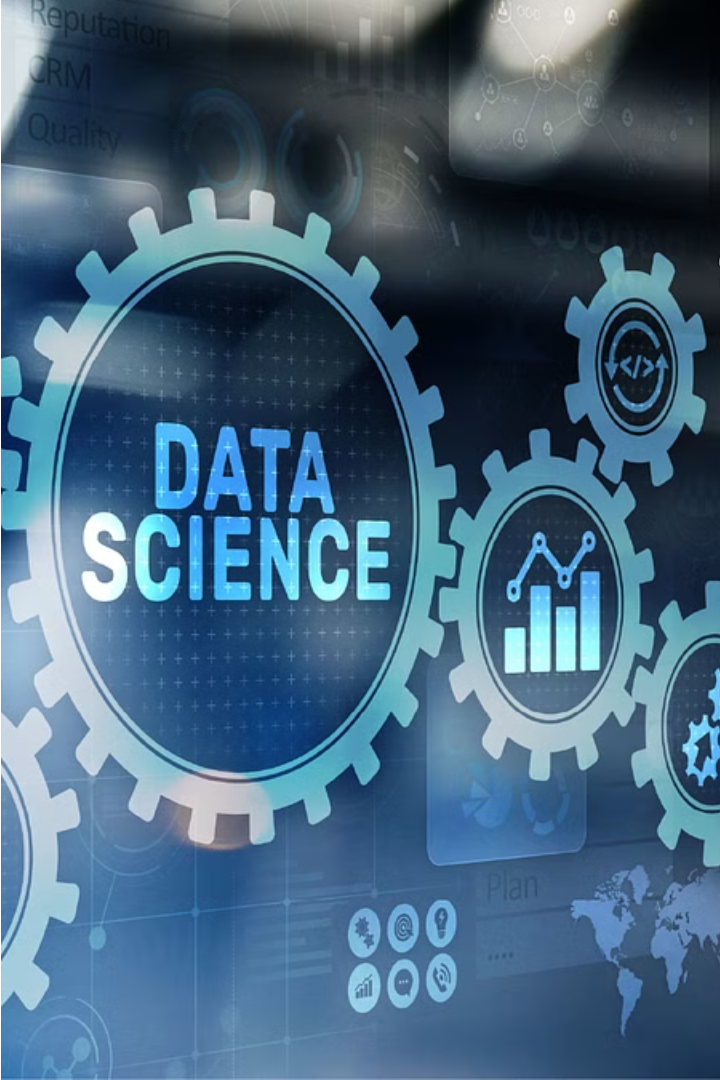 Reputation
CRM
Quality
</>
DATA
SCIENCE
Plan